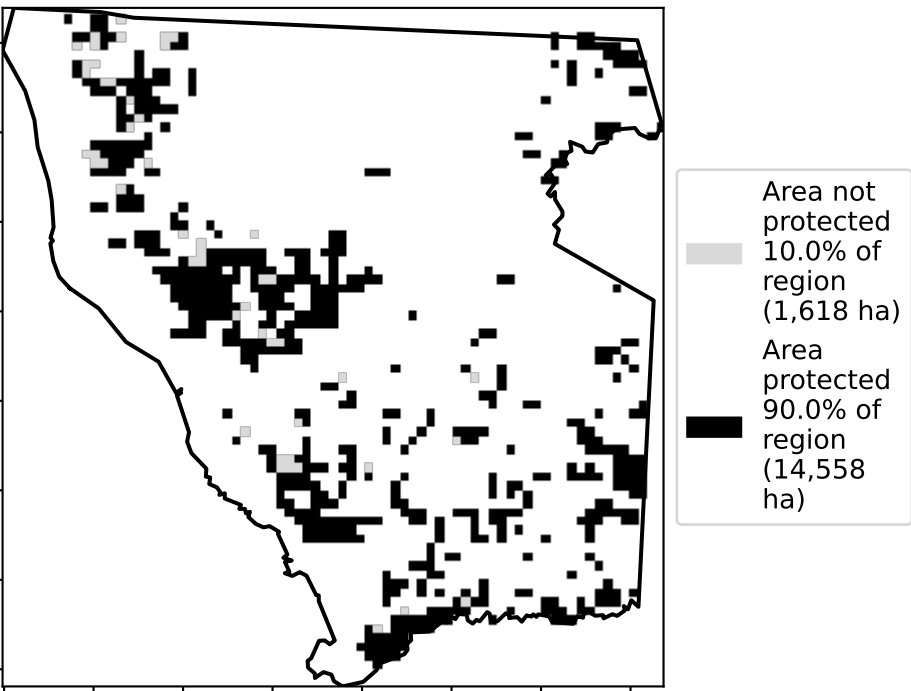 Area not
protected
10.0% of
region
(1,618 ha)
Area
protected
90.0% of
region
(14,558
ha)